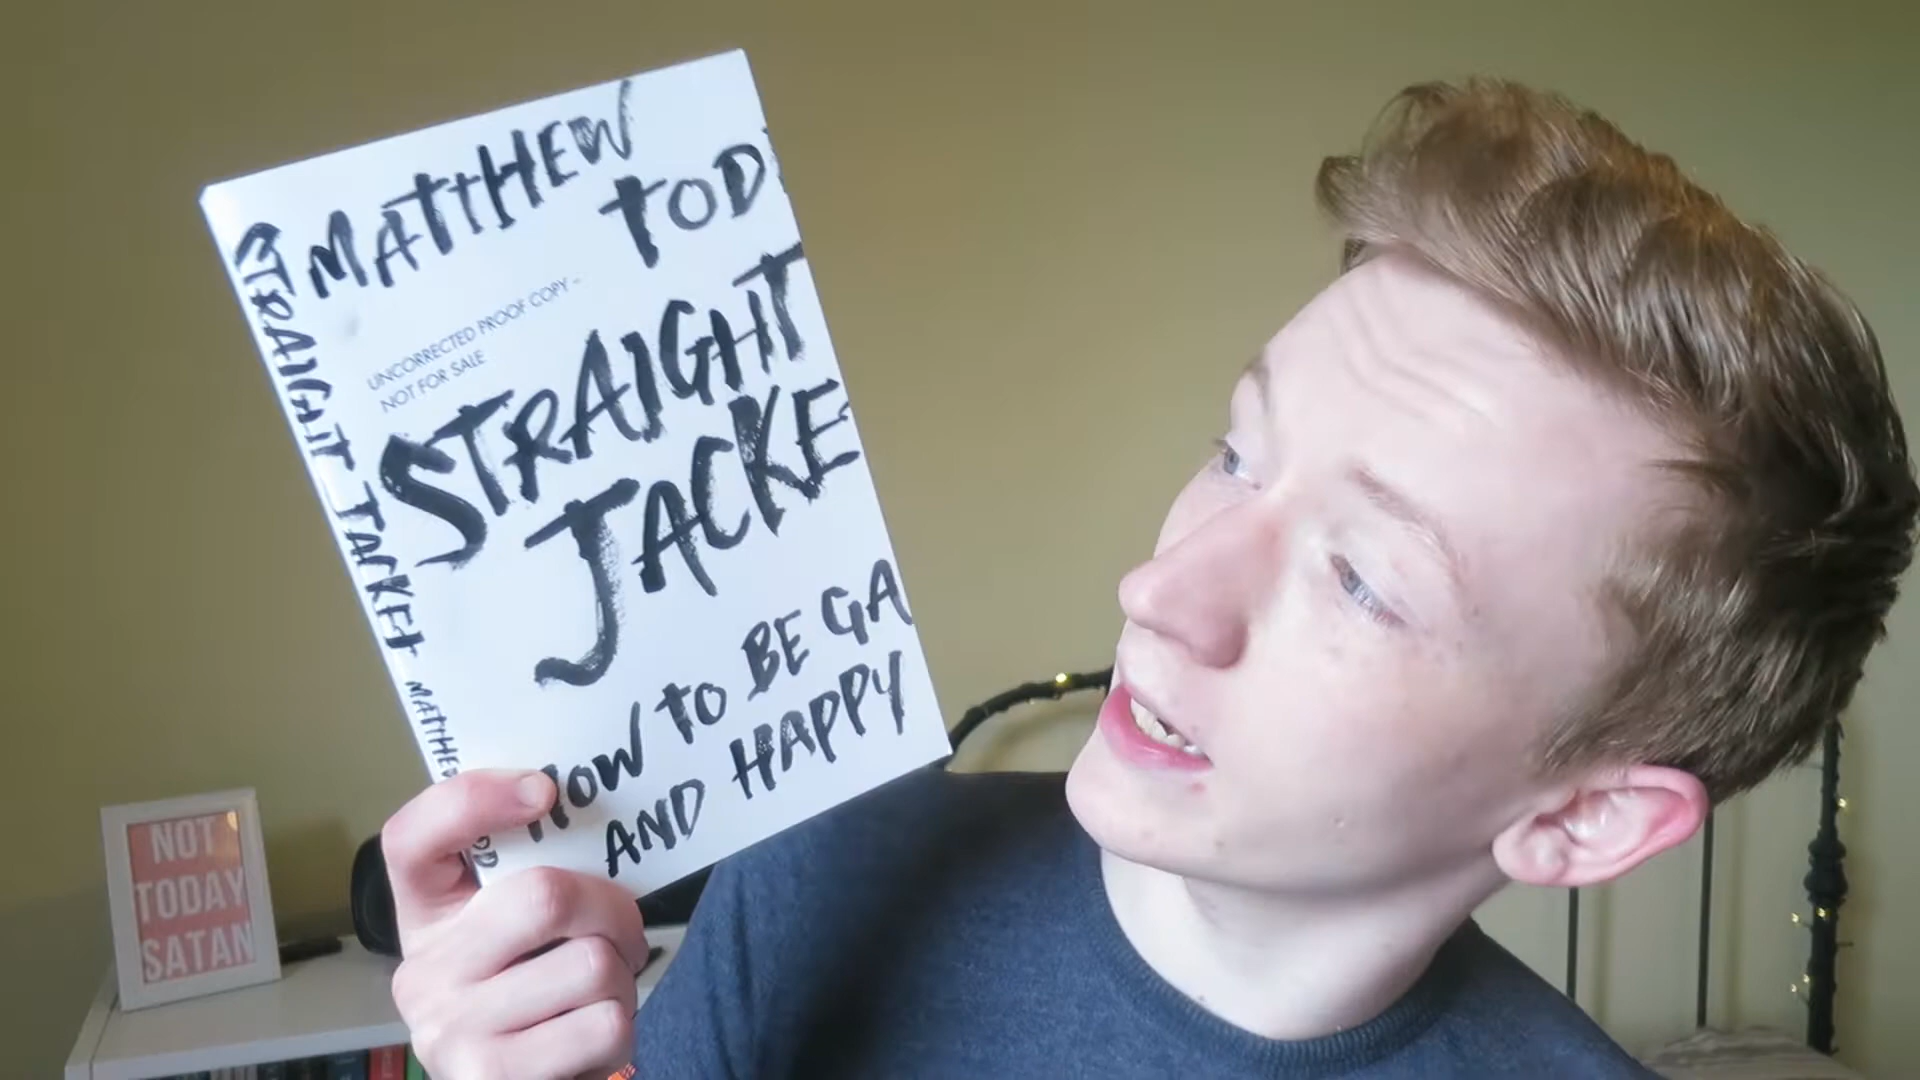 MATTHEW
TOD
UNCORRECTED PROOF COPY –
NOT FOR SALE
STRAIGHT
JACKE
HOW TO BE GA
AND HAPPY
STRAIGHT JACKET MATTHEW
OD
NOT
TODAY
SATAN